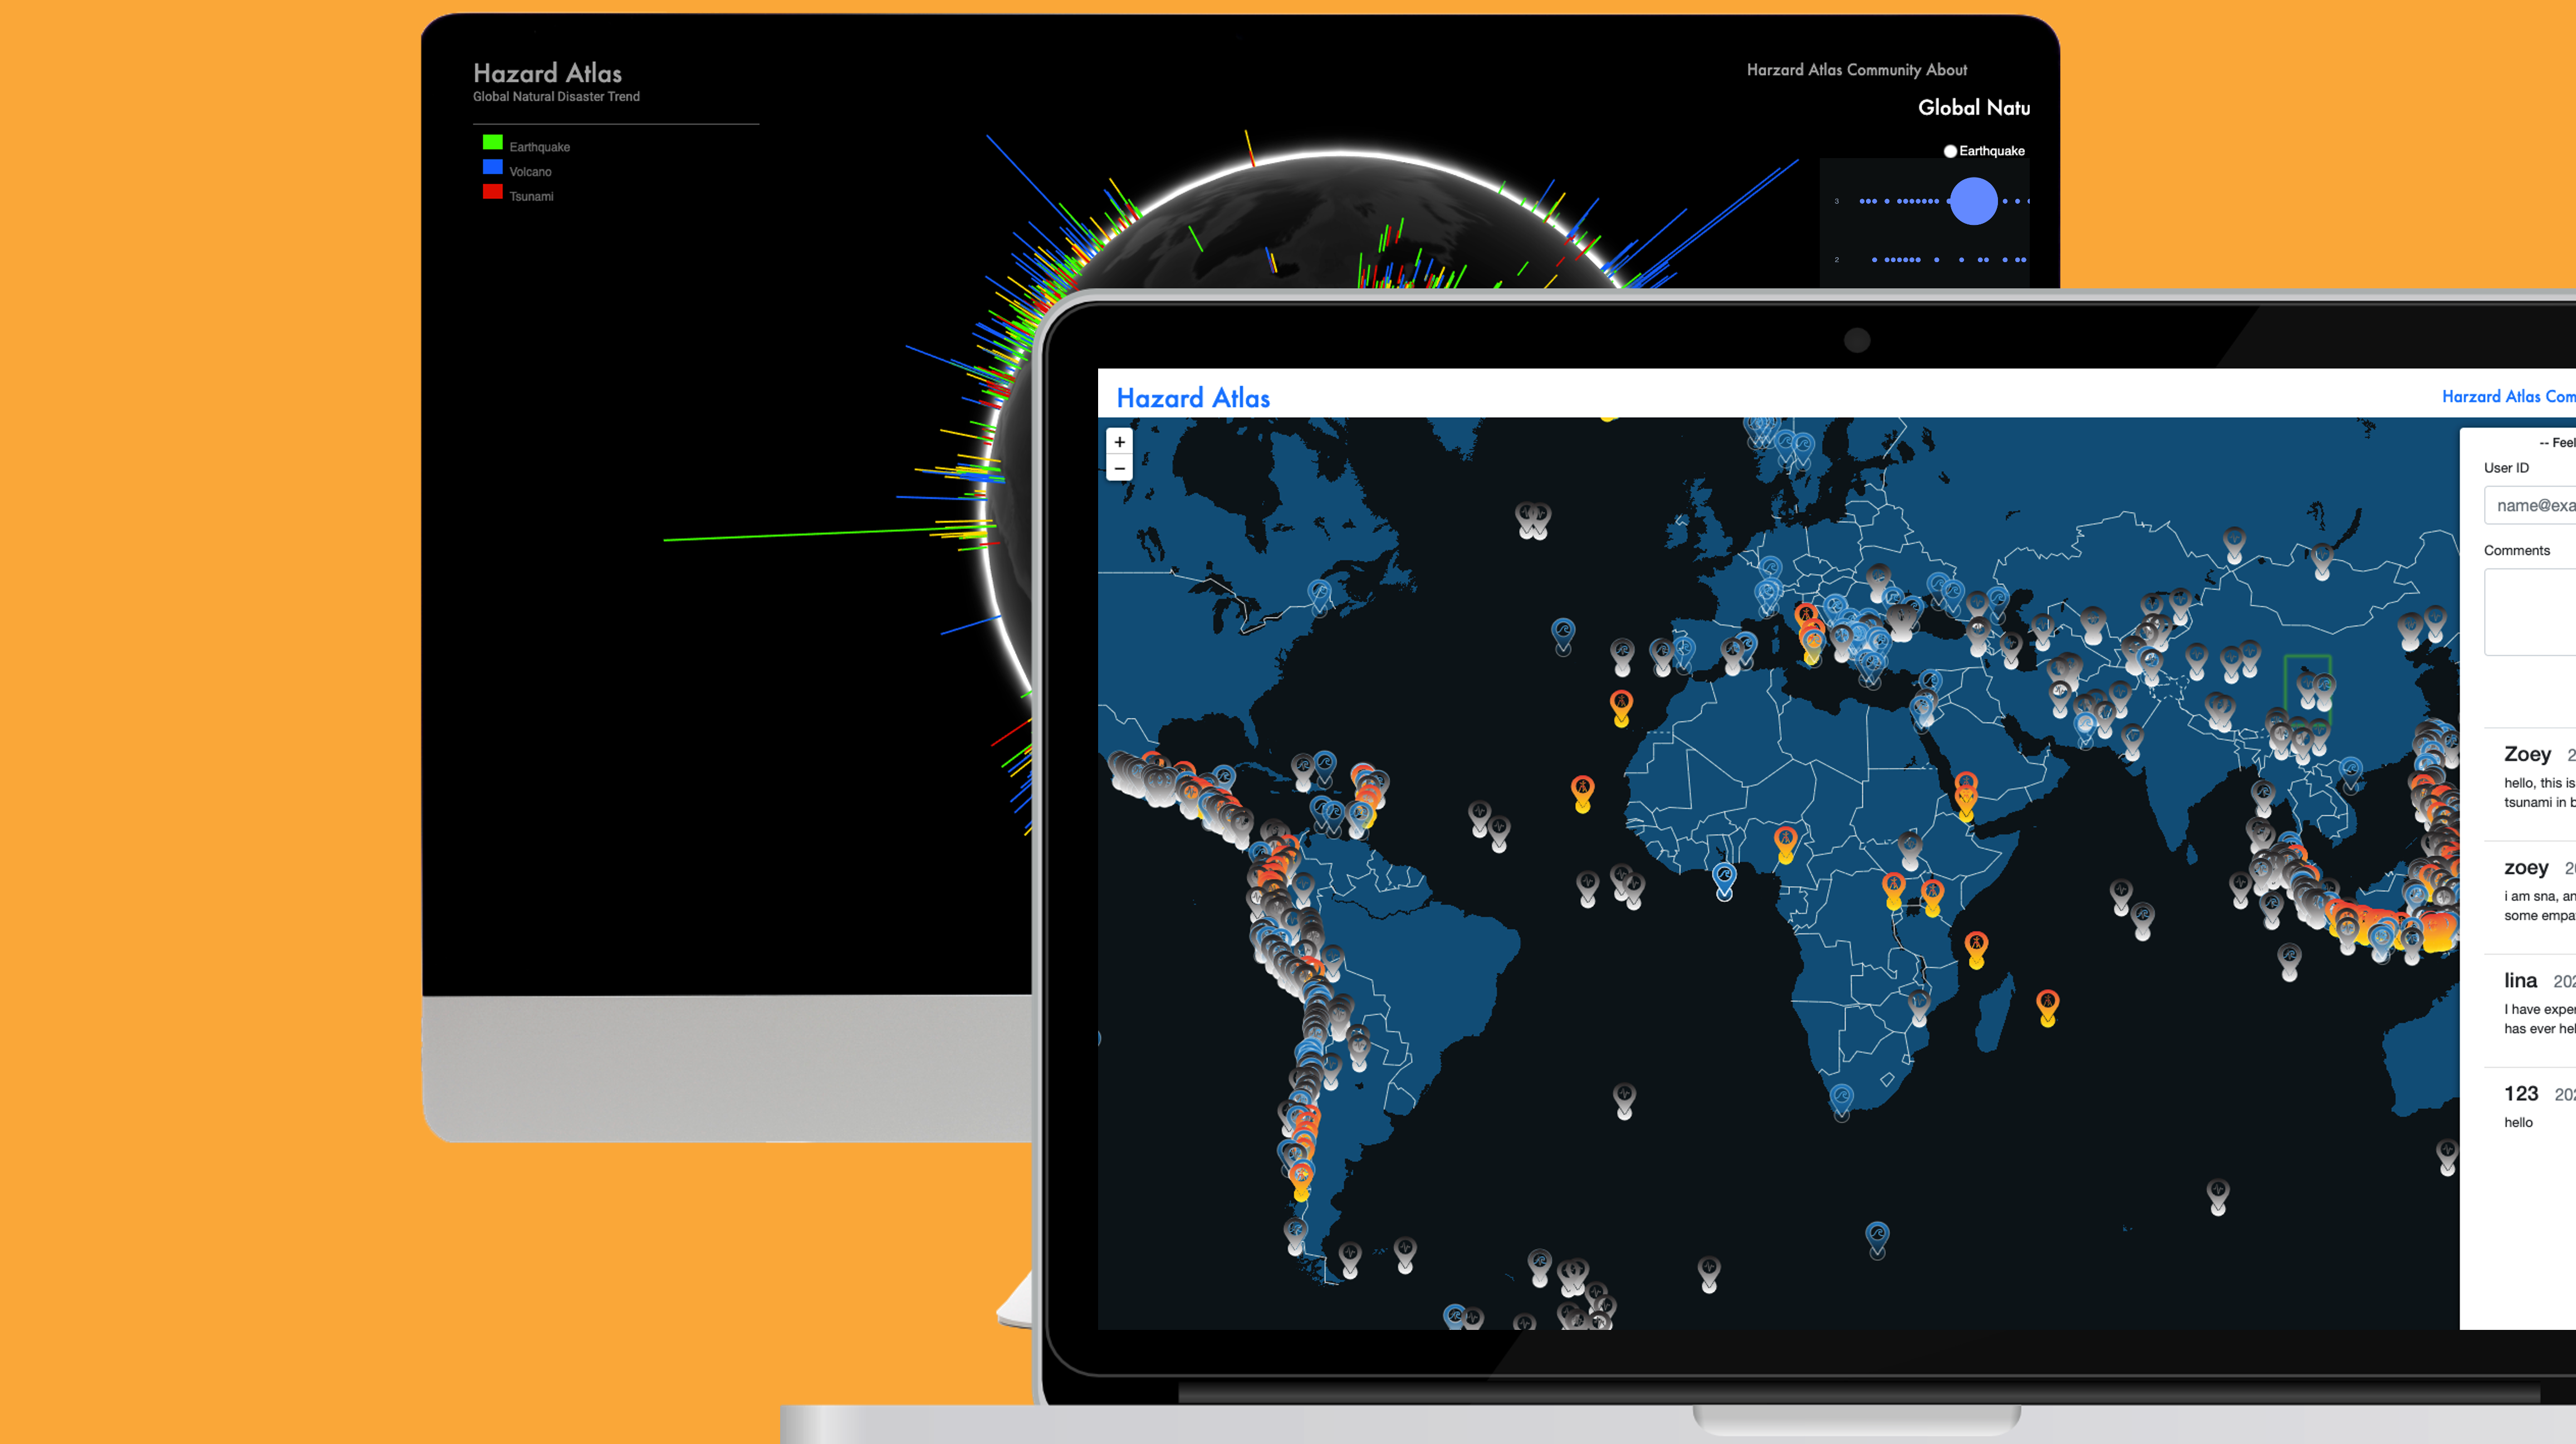 Hazard Atlas
Global Natural Disaster Trend
Earthquake
Volcano
Tsunami
Harzard Atlas Community About
Global Natu
Earthquake
3
2
Hazard Atlas
Harzard Atlas Com
+
−
-- Feel
User ID
name@exa
Comments
Zoey 2
hello, this is
tsunami in b
zoey 20
i am sna, an
some empa
lina 202
I have exper
has ever hel
123 202
hello